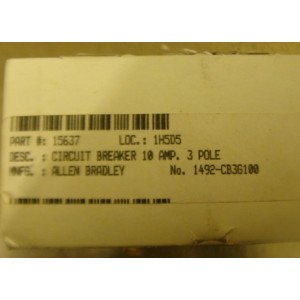 PART #: 15637 LOC.: 1H5D5
DESC. : CIRCUIT BREAKER 10 AMP. 3 POLE
MNFG. : ALLEN BRADLEY No. 1492-CB3G100